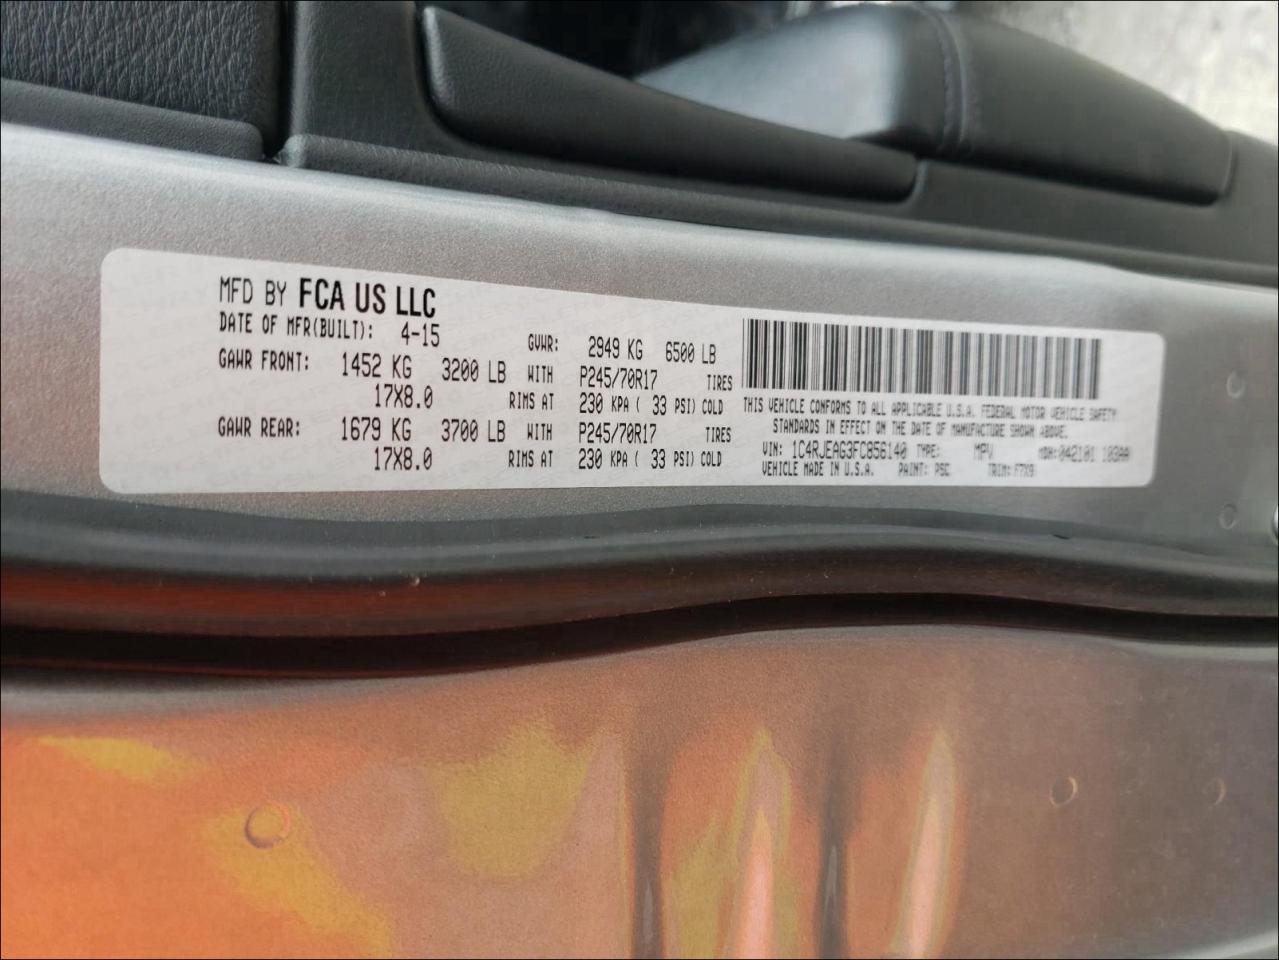 MFD BY FCA US LLC
DATE OF MFR(BUILT): 4-15 GVWR: 2949 KG 6500 LB
GAWR FRONT: 1452 KG 3200 LB WITH P245/70R17 TIRES
17X8.0 RIMS AT 230 KPA ( 33 PSI) COLD
GAWR REAR: 1679 KG 3700 LB WITH P245/70R17 TIRES
17X8.0 RIMS AT 230 KPA ( 33 PSI) COLD
THIS VEHICLE CONFORMS TO ALL APPLICABLE U.S.A. FEDERAL MOTOR VEHICLE SAFETY
STANDARDS IN EFFECT ON THE DATE OF MANUFACTURE SHOWN ABOVE.
VIN: 1C4RJEAG3FC856140 TYPE: MPV MDH: 042101
VEHICLE MADE IN U.S.A. PAINT: PSC TRIM: